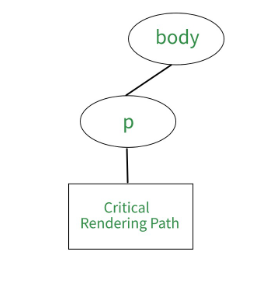 body
p
Critical
Rendering Path